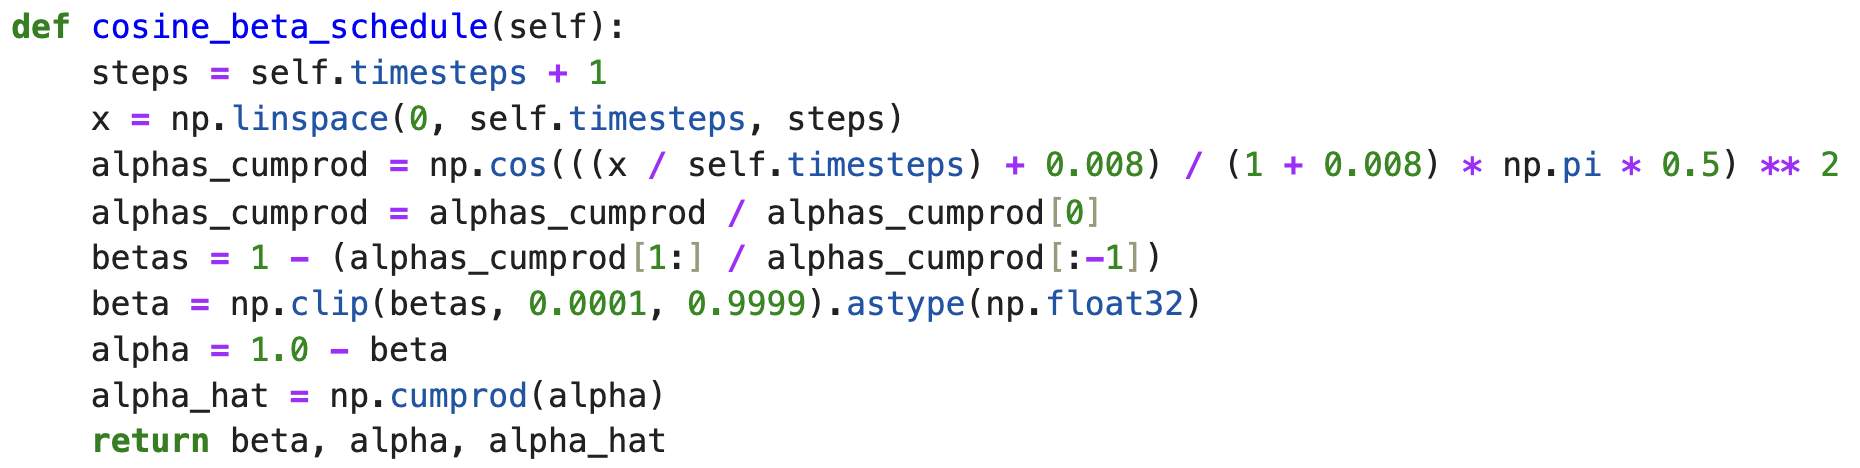 def cosine_beta_schedule(self):
    steps = self.timesteps + 1
    x = np.linspace(0, self.timesteps, steps)
    alphas_cumprod = np.cos(((x / self.timesteps) + 0.008) / (1 + 0.008) * np.pi * 0.5) ** 2
    alphas_cumprod = alphas_cumprod / alphas_cumprod[0]
    betas = 1 - (alphas_cumprod[1:] / alphas_cumprod[:-1])
    beta = np.clip(betas, 0.0001, 0.9999).astype(np.float32)
    alpha = 1.0 - beta
    alpha_hat = np.cumprod(alpha)
    return beta, alpha, alpha_hat